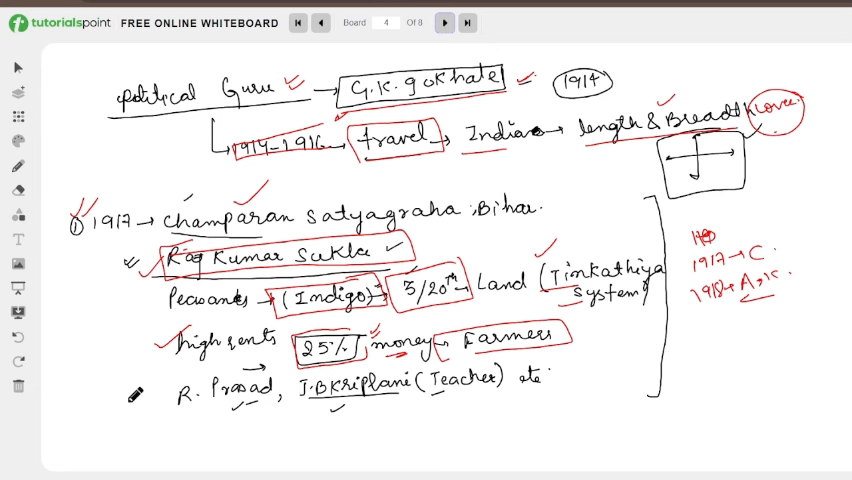 tutorialspoint FREE ONLINE WHITEBOARD Board 4 Of 8
Political Guru → G.K. gokhale 1914
1914-1916 → travel → India → length & Breadth cover
① 1917 → Champaran Satyagraha, Bihar.
Raj Kumar Sukla
Peasants → (Indigo) → 3/20th → Land (Tinkathiya
system)
high rents 25% money → Farmers
R. Prasad, J.B Kriplani (Teacher) etc.
1917 → C
1918 → A, K.
T